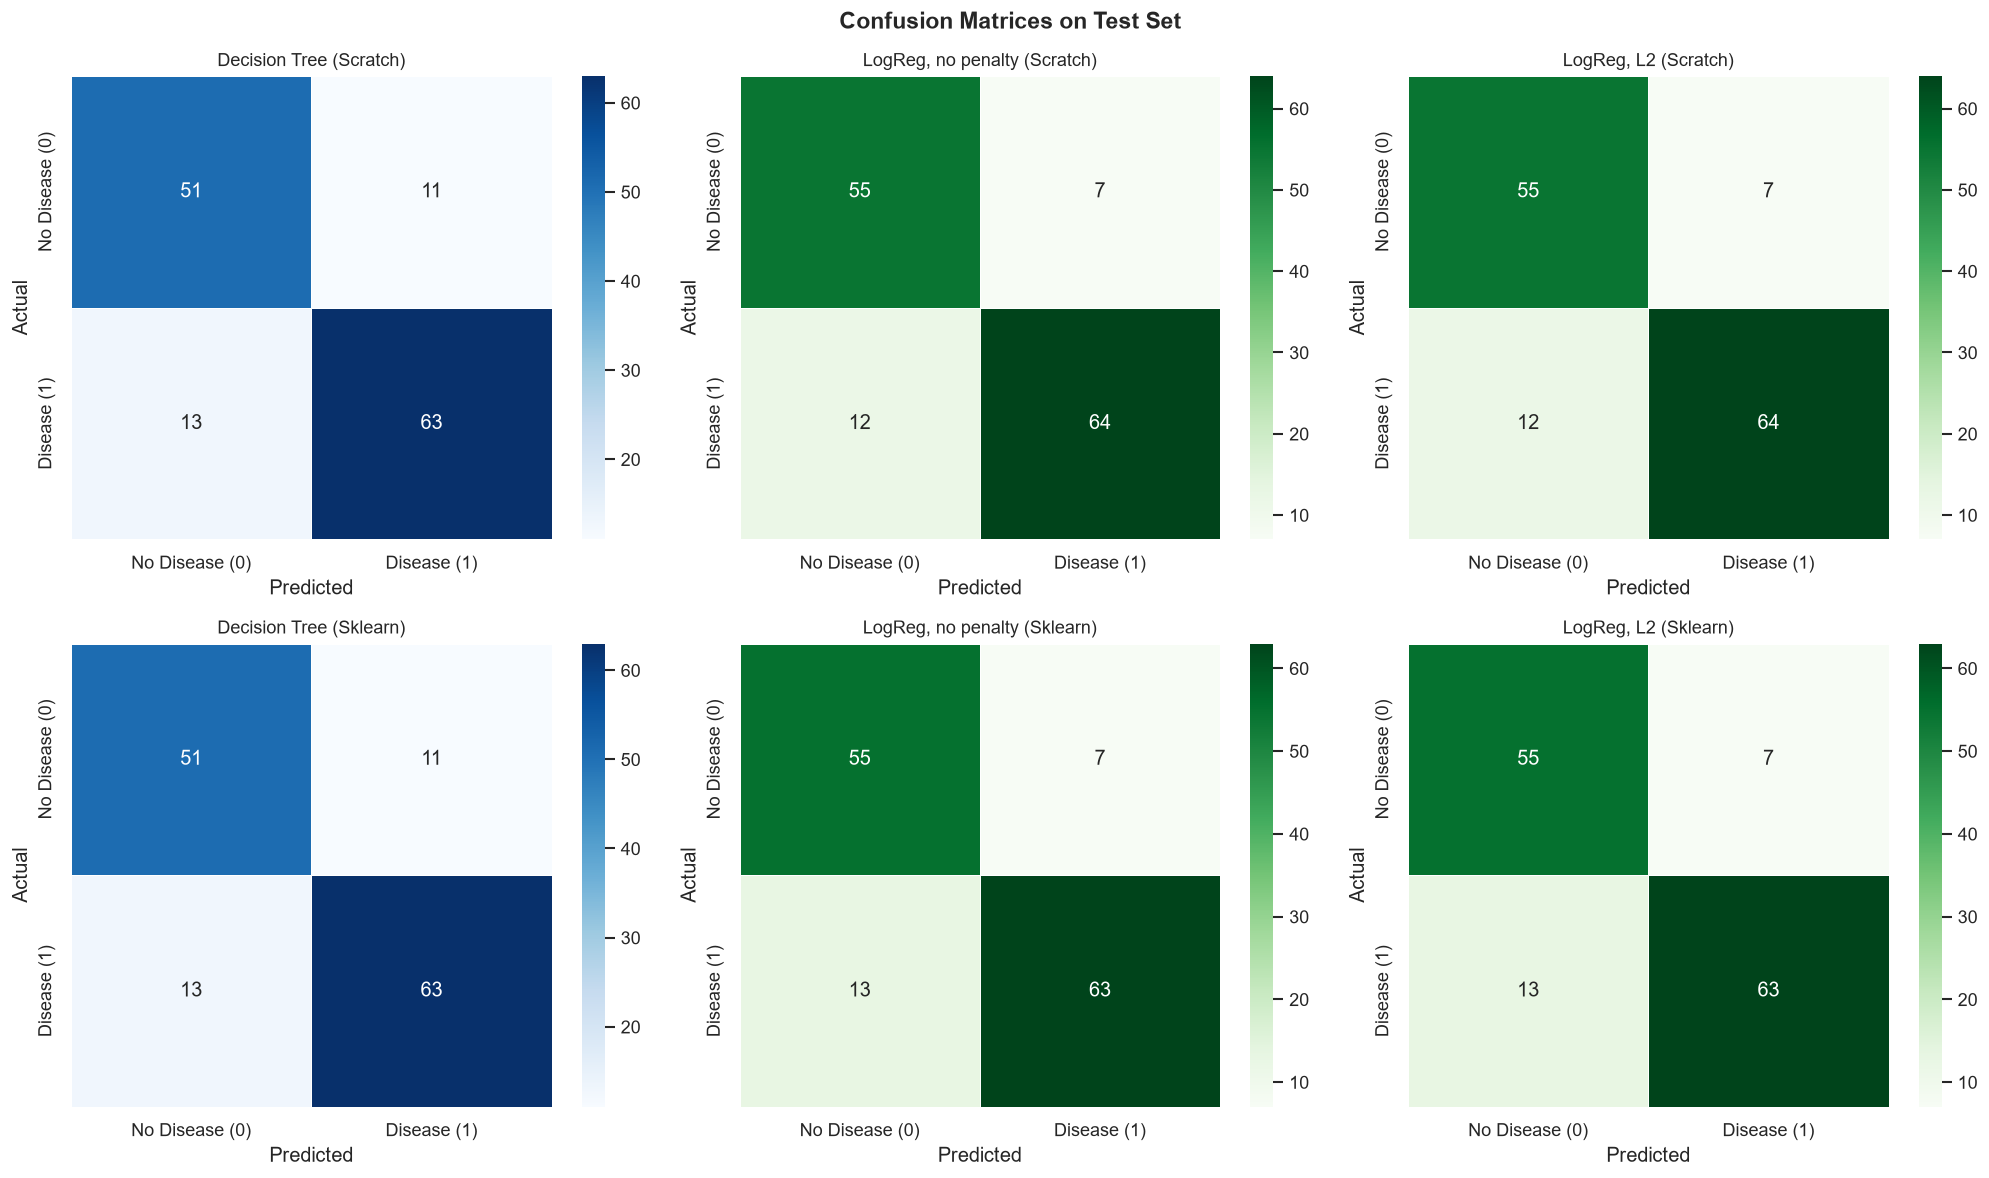 Confusion Matrices on Test Set
Decision Tree (Scratch)
No Disease (0)
Disease (1)
Actual
51
11
13
63
No Disease (0)
Disease (1)
Predicted
60
50
40
30
20
LogReg, no penalty (Scratch)
No Disease (0)
Disease (1)
Actual
55
7
12
64
No Disease (0)
Disease (1)
Predicted
60
50
40
30
20
10
LogReg, L2 (Scratch)
No Disease (0)
Disease (1)
Actual
55
7
12
64
No Disease (0)
Disease (1)
Predicted
60
50
40
30
20
10
Decision Tree (Sklearn)
No Disease (0)
Disease (1)
Actual
51
11
13
63
No Disease (0)
Disease (1)
Predicted
60
50
40
30
20
LogReg, no penalty (Sklearn)
No Disease (0)
Disease (1)
Actual
55
7
13
63
No Disease (0)
Disease (1)
Predicted
60
50
40
30
20
10
LogReg, L2 (Sklearn)
No Disease (0)
Disease (1)
Actual
55
7
13
63
No Disease (0)
Disease (1)
Predicted
60
50
40
30
20
10